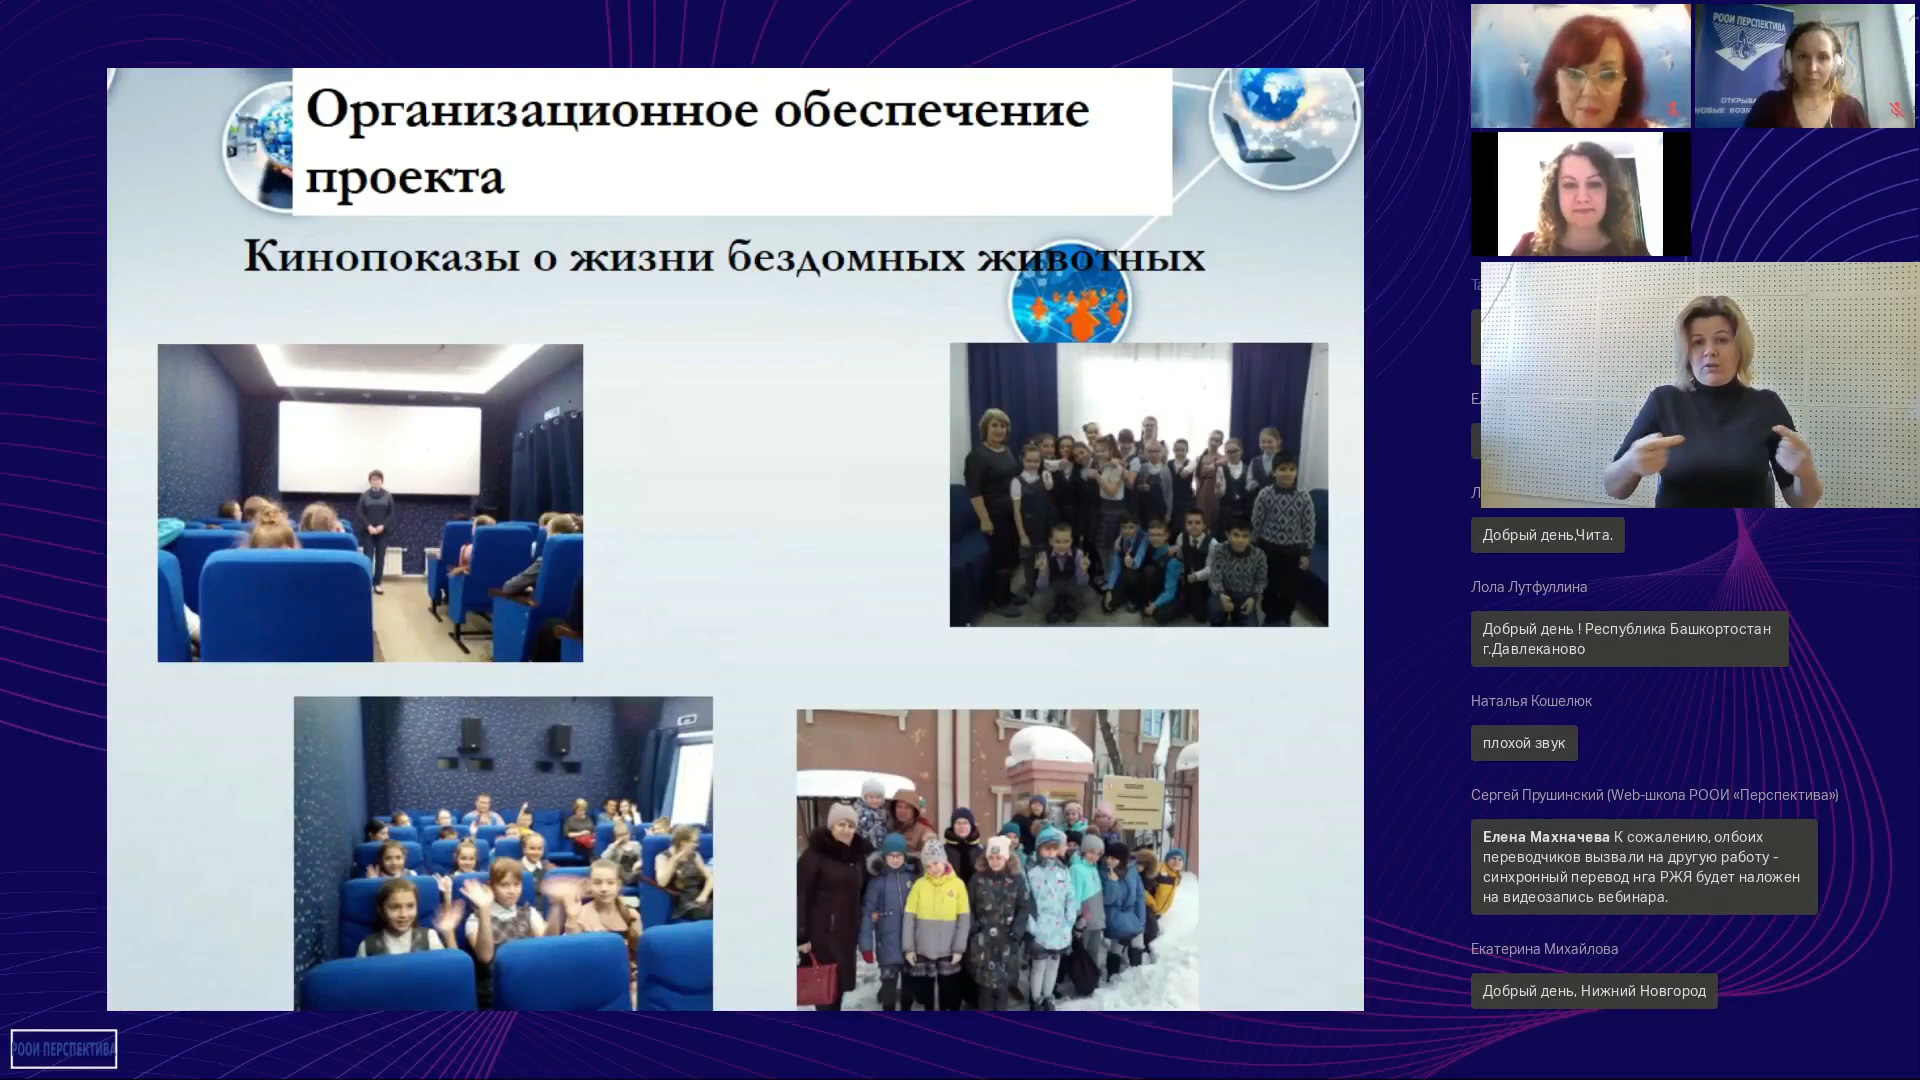 Организационное обеспечение
проекта
Кинопоказы о жизни бездомных животных
РООИ ПЕРСПЕКТИВА
Добрый день,Чита.
Лола Лутфуллина
Добрый день ! Республика Башкортостан
г.Давлеканово
Наталья Кошелюк
плохой звук
Сергей Прушинский (Web-школа РООИ «Перспектива»)
Елена Махначева К сожалению, олбоих
переводчиков вызвали на другую работу -
синхронный перевод нга РЖЯ будет наложен
на видеозапись вебинара.
Екатерина Михайлова
Добрый день, Нижний Новгород
РООИ ПЕРСПЕКТИВА